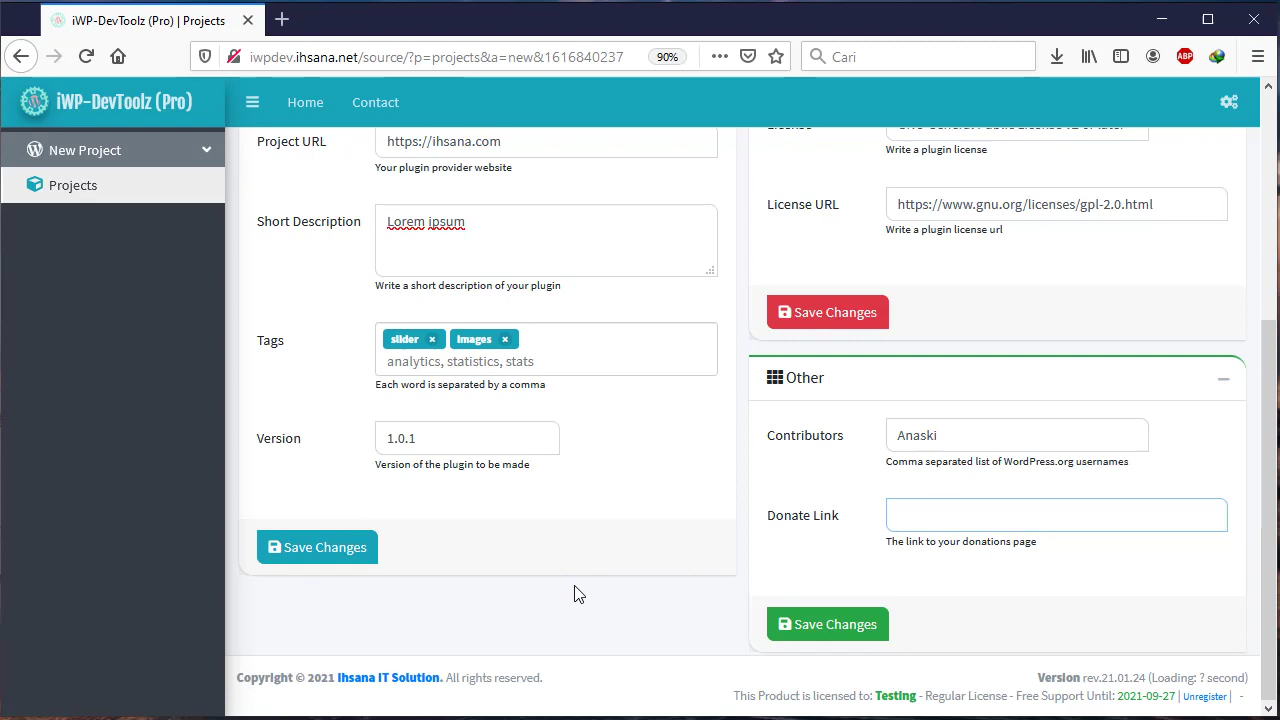 iWP-DevToolz (Pro) | Projects
iwpdev.ihsana.net/source/?p=projects&a=new&1616840237
90%
Cari
ABP
iWP-DevToolz (Pro)
Home
Contact
New Project
Projects
Project URL
https://ihsana.com
Your plugin provider website
Short Description
Lorem ipsum
Write a short description of your plugin
Tags
slider ×
Images ×
analytics, statistics, stats
Each word is separated by a comma
Version
1.0.1
Version of the plugin to be made
Save Changes
Write a plugin license
License URL
https://www.gnu.org/licenses/gpl-2.0.html
Write a plugin license url
Save Changes
Other
Contributors
Anaski
Comma separated list of WordPress.org usernames
Donate Link
The link to your donations page
Save Changes
Copyright © 2021 Ihsana IT Solution. All rights reserved.
Version rev.21.01.24 (Loading: ? second)
This Product is licensed to: Testing - Regular License - Free Support Until: 2021-09-27 | Unregister | -